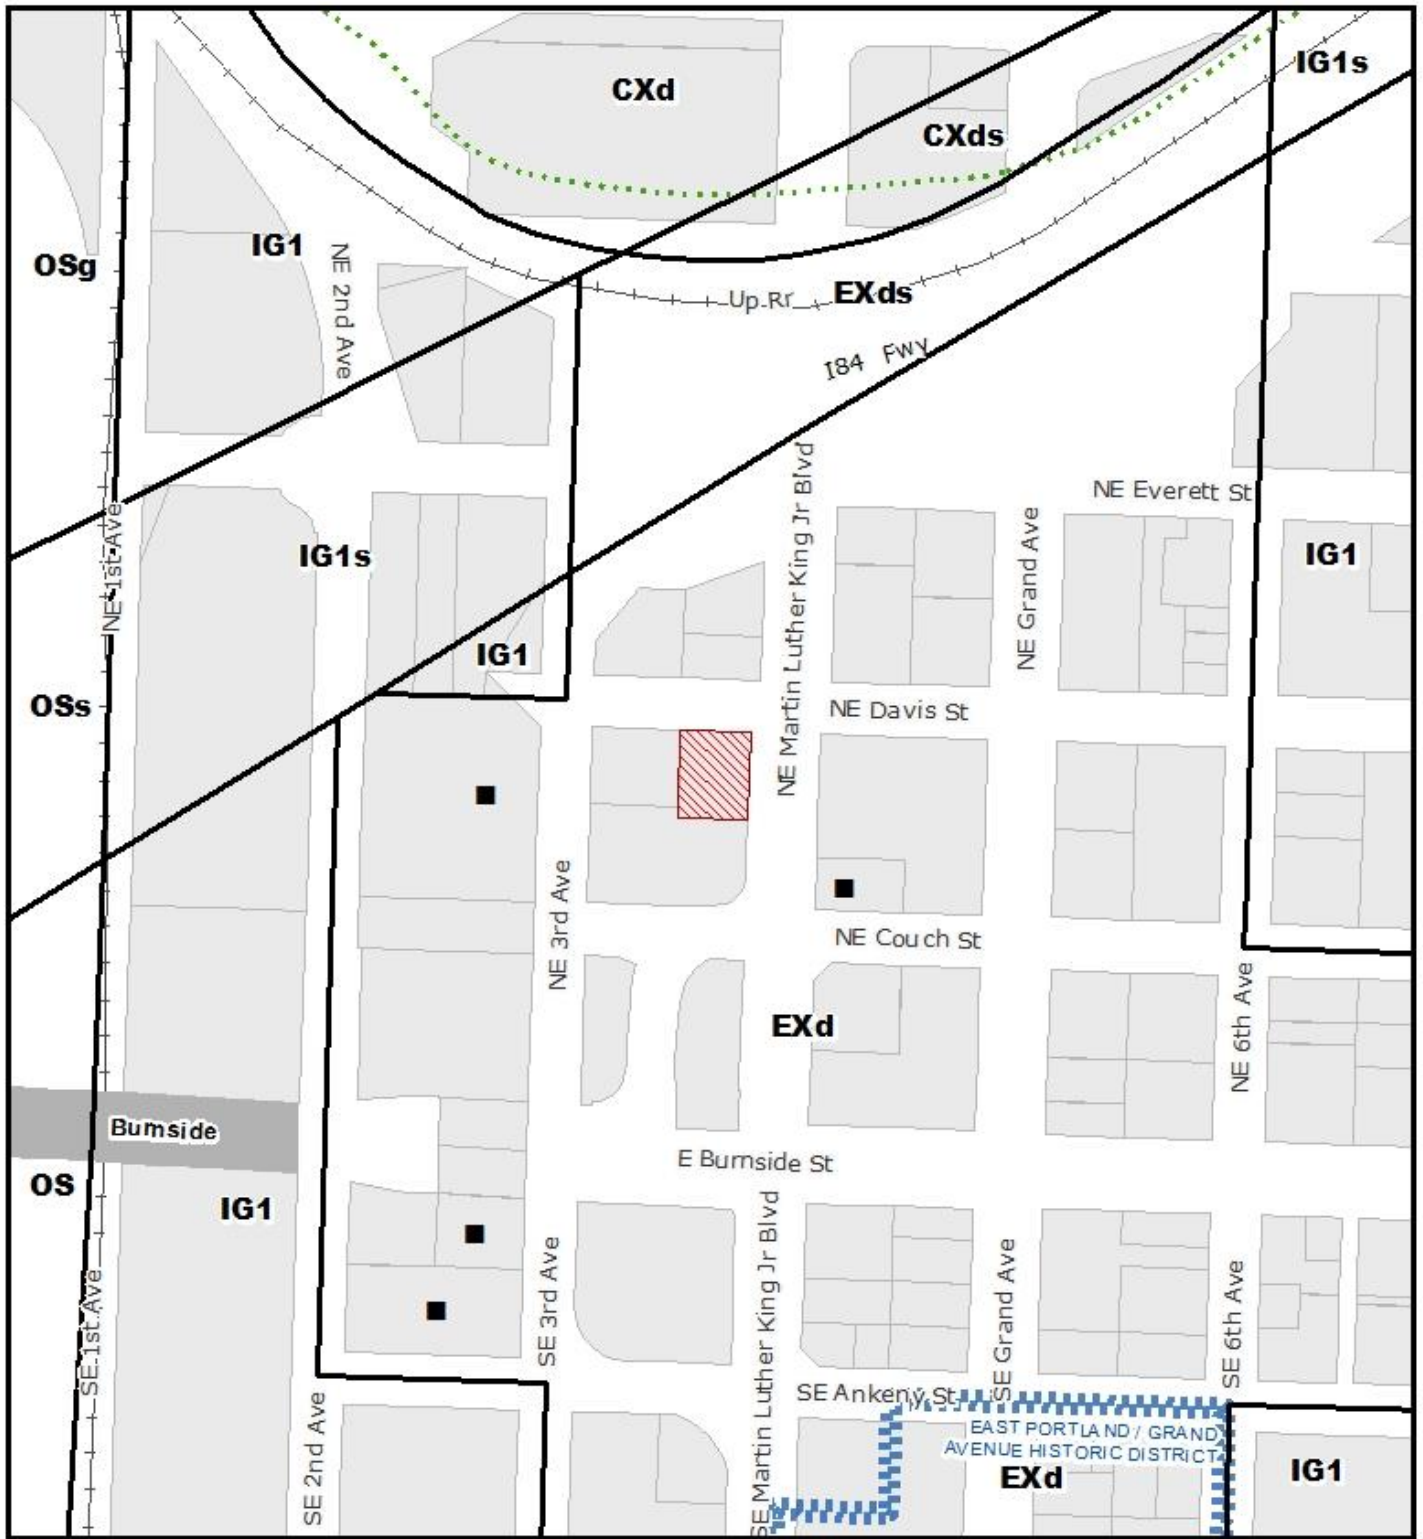 CXd
IG1s
CXds
IG1
OSg
NE 2nd Ave
Up Rr
EXds
I84 Fwy
NE Martin Luther King Jr Blvd
NE Everett St
NE 1st Ave
IG1s
NE Grand Ave
IG1
IG1
OSs
NE Davis St
NE 3rd Ave
NE Couch St
EXd
NE 6th Ave
Burnside
E Burnside St
OS
IG1
SE 1st Ave
SE 3rd Ave
SE Martin Luther King Jr Blvd
SE Grand Ave
SE 6th Ave
SE 2nd Ave
SE Ankeny St
EAST PORTLAND / GRAND
AVENUE HISTORIC DISTRICT
EXd
IG1